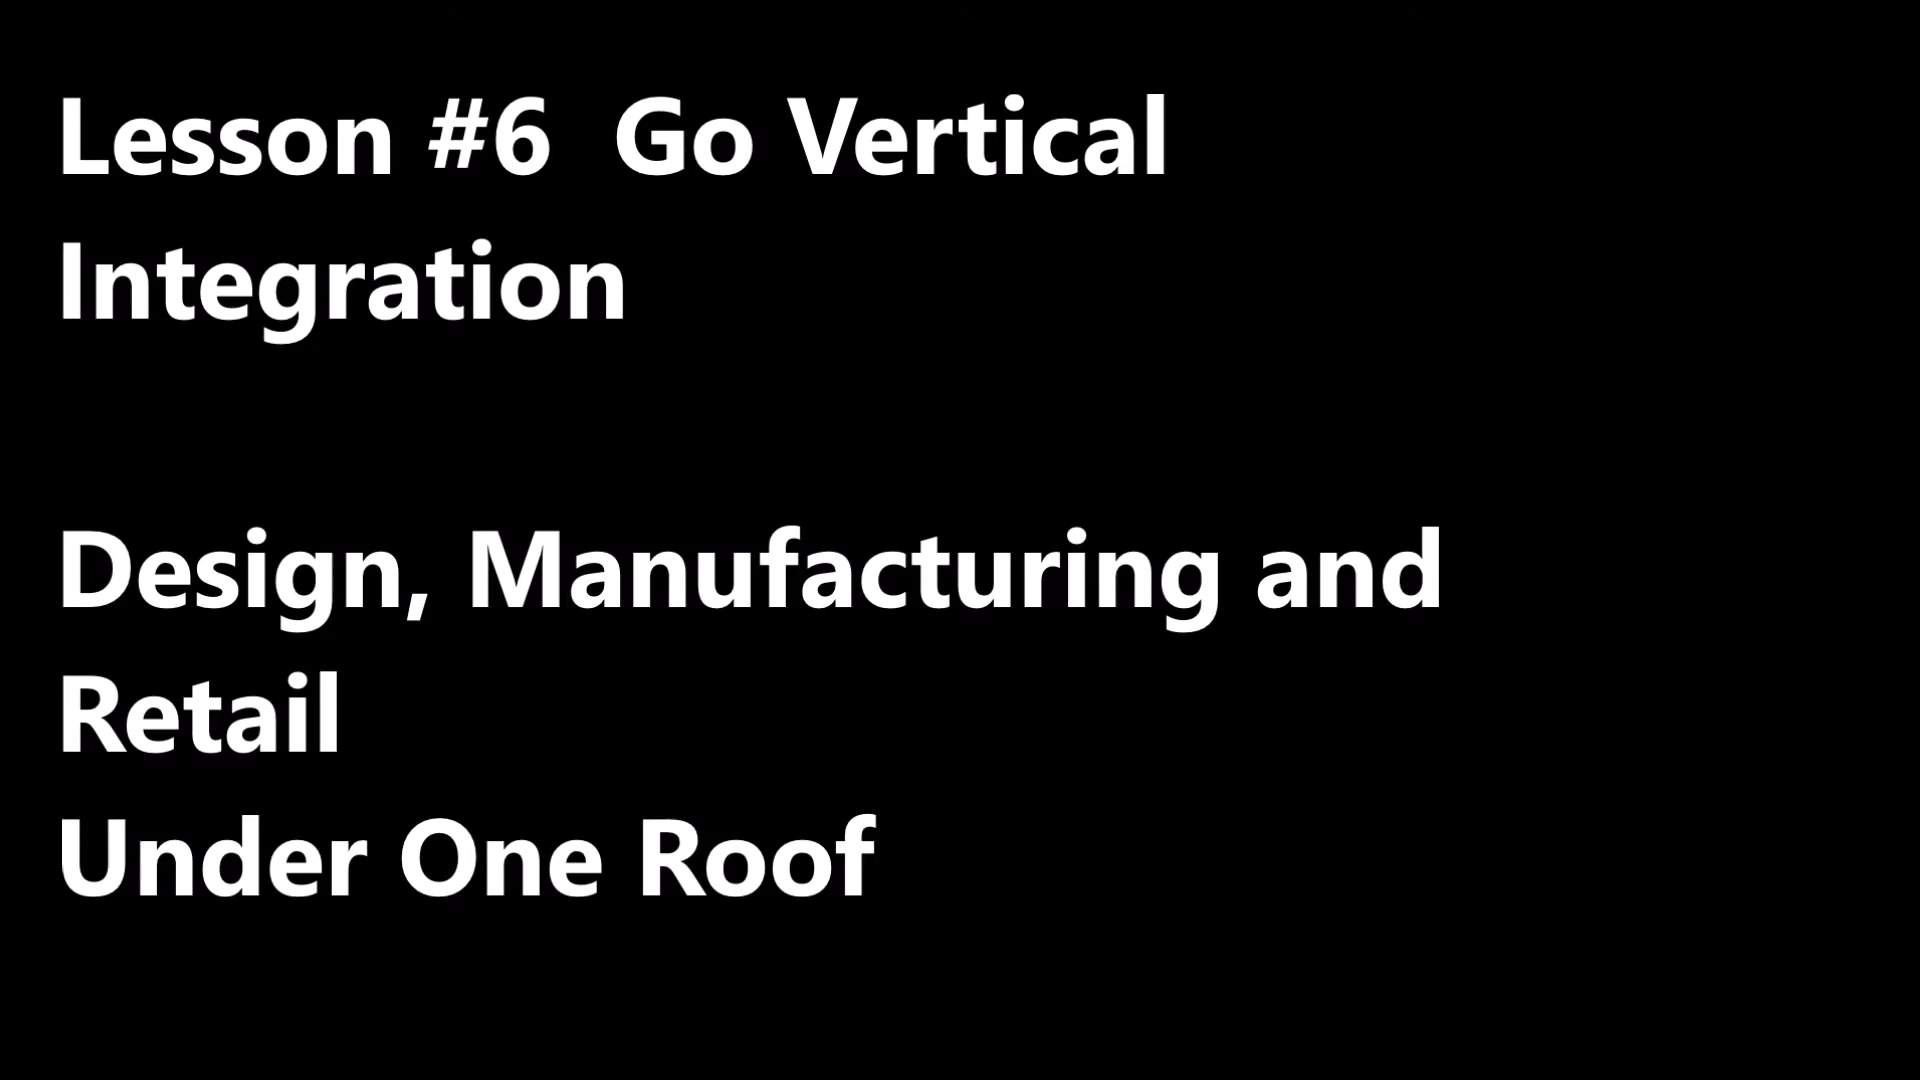 Lesson #6  Go Vertical
Integration
Design, Manufacturing and
Retail
Under One Roof